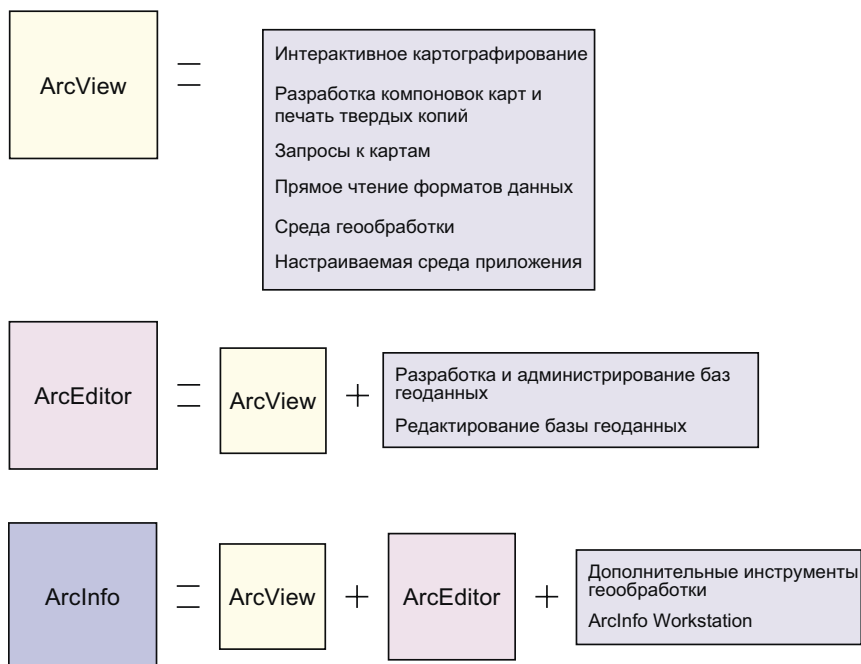 ArcView
=
Интерактивное картографирование
Разработка компоновок карт и
печать твердых копий
Запросы к картам
Прямое чтение форматов данных
Среда геообработки
Настраиваемая среда приложения
ArcEditor
=
ArcView
+
Разработка и администрирование баз
геоданных
Редактирование базы геоданных
ArcInfo
=
ArcView
+
ArcEditor
+
Дополнительные инструменты
геообработки
ArcInfo Workstation